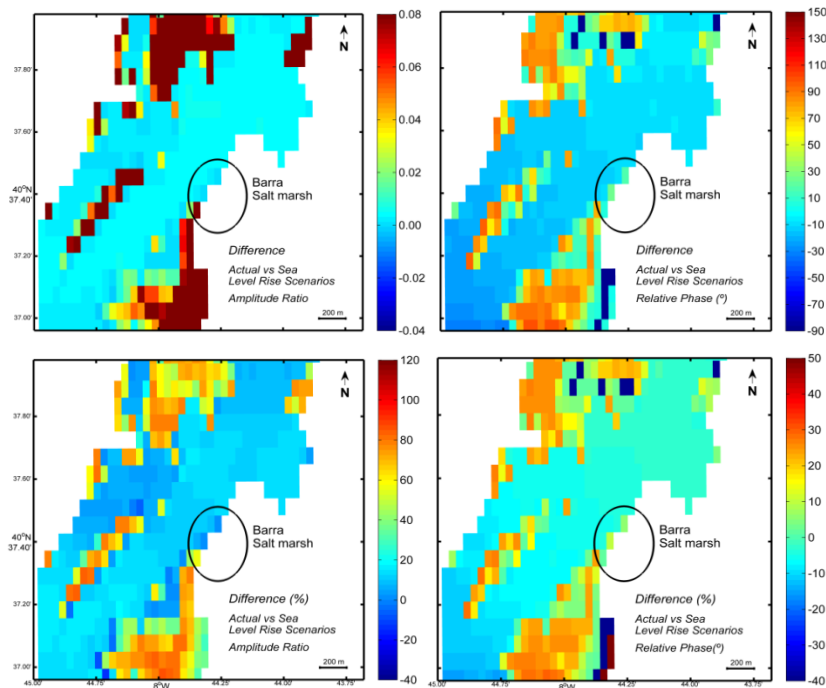 37.80'
37.60'
40°N
37.40'
37.20'
37.00'
N
Barra
Salt marsh
Difference
Actual vs Sea
Level Rise Scenarios
Amplitude Ratio
200 m
0.08
0.06
0.04
0.02
0.00
-0.02
-0.04
N
Barra
Salt marsh
Difference
Actual vs Sea
Level Rise Scenarios
Relative Phase (º)
200 m
150
130
110
90
70
50
30
10
-10
-30
-50
-70
-90
37.80'
37.60'
40°N
37.40'
37.20'
37.00'
N
Barra
Salt marsh
Difference (%)
Actual vs Sea
Level Rise Scenarios
Amplitude Ratio
200 m
45.00' 44.75' 8°W 44.25' 44.00' 43.75'
120
100
80
60
40
20
0
-20
-40
N
Barra
Salt marsh
Difference (%)
Actual vs Sea
Level Rise Scenarios
Relative Phase(º)
200 m
45.00' 44.75' 8°W 44.25' 44.00' 43.75'
50
40
30
20
10
0
-10
-20
-30
-40